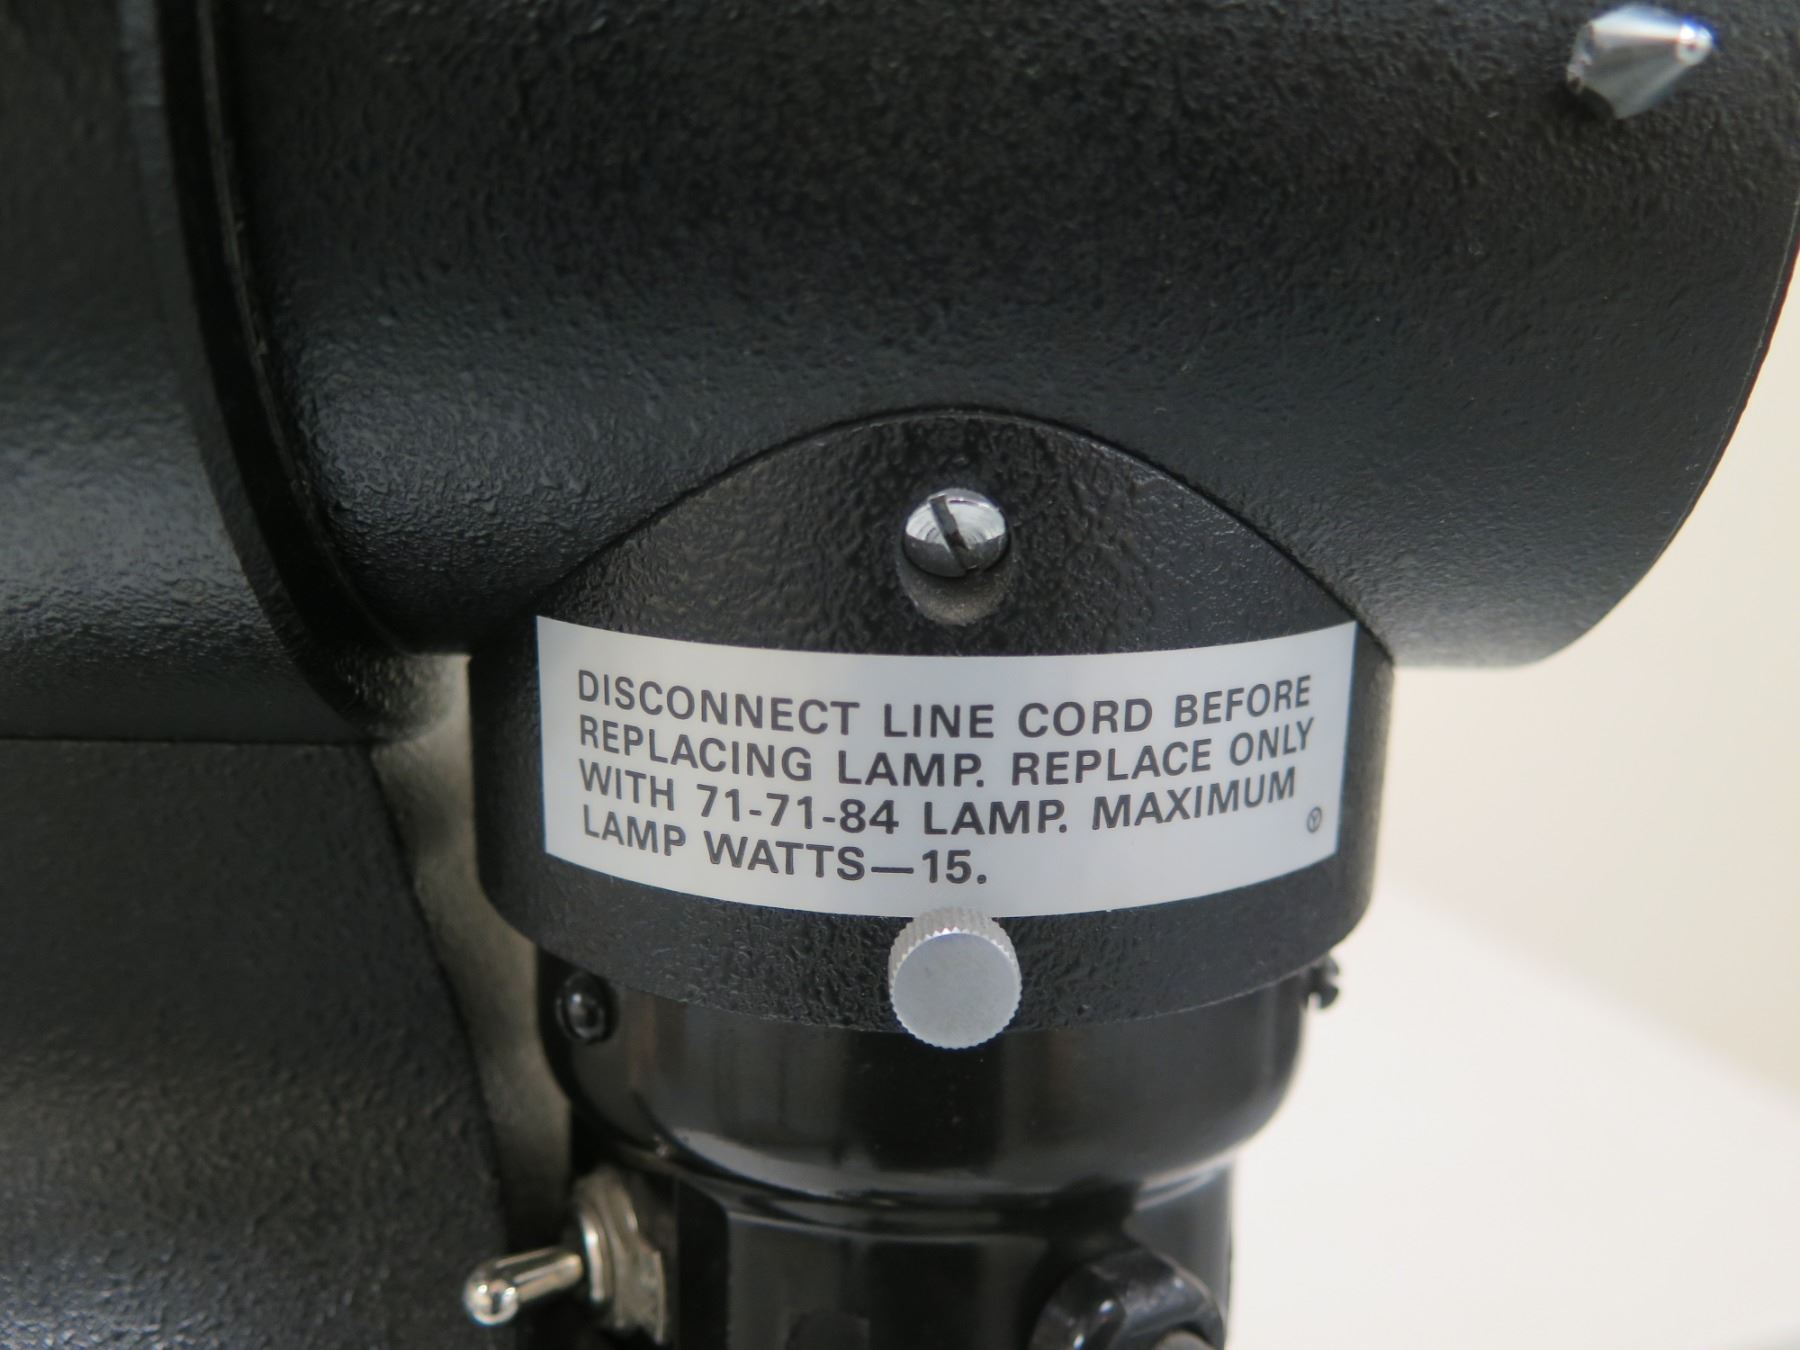 DISCONNECT LINE CORD BEFORE
REPLACING LAMP. REPLACE ONLY
WITH 71-71-84 LAMP. MAXIMUM
LAMP WATTS—15.
Ⓨ